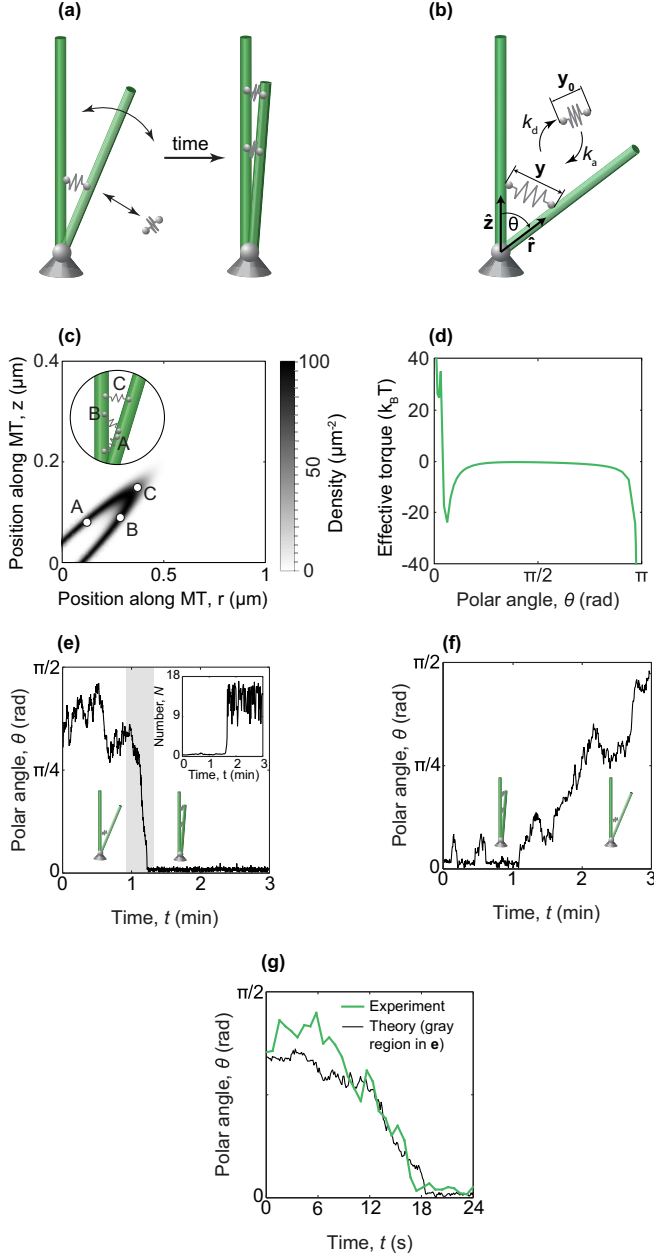 (a)
time
(b)
y₀
k_d
k_a
y
ẑ
θ
r̂
(c)
Position along MT, z (μm)
0.4
0.2
0
C
B
A
A
B
C
0
0.5
1
Position along MT, r (μm)
100
50
0
Density (μm⁻²)
(d)
Effective torque (k_BT)
40
20
0
-20
-40
0
π/2
π
Polar angle, θ (rad)
(e)
Polar angle, θ (rad)
π/2
π/4
0
Number, N
18
9
0
0 1 2 3
Time, t (min)
0 1 2 3
Time, t (min)
(f)
Polar angle, θ (rad)
π/2
π/4
0
0 1 2 3
Time, t (min)
(g)
Polar angle, θ (rad)
π/2
0
Experiment
Theory (gray
region in e)
0 6 12 18 24
Time, t (s)